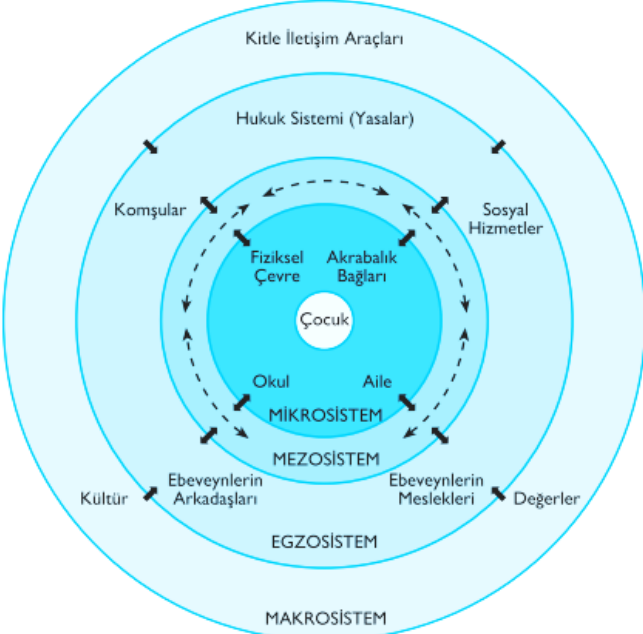 Kitle İletişim Araçları
Hukuk Sistemi (Yasalar)
Komşular
Sosyal
Hizmetler
Fiziksel
Çevre
Akrabalık
Bağları
Çocuk
Okul
Aile
MİKROSİSTEM
MEZOSİSTEM
Kültür
Ebeveynlerin
Arkadaşları
Ebeveynlerin
Meslekleri
Değerler
EGZOSİSTEM
MAKROSİSTEM